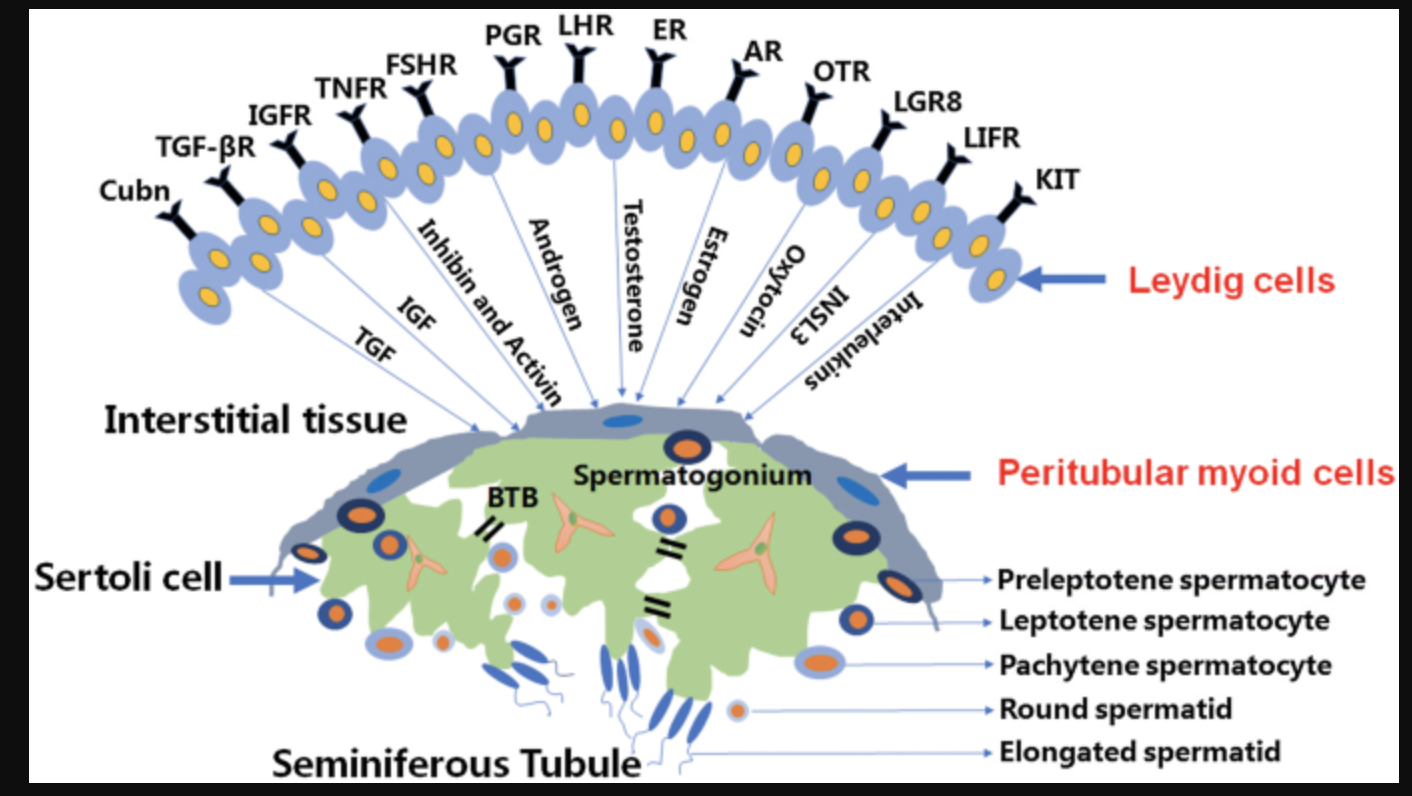 Cubn
TGF-βR
IGFR
TNFR
FSHR
PGR
LHR
ER
AR
OTR
LGR8
LIFR
KIT
Leydig cells
TGF
IGF
Inhibin and Activin
Androgen
Testosterone
Estrogen
Oxytocin
INSL3
Interleukins
Interstitial tissue
Peritubular myoid cells
Spermatogonium
BTB
Sertoli cell
Preleptotene spermatocyte
Leptotene spermatocyte
Pachytene spermatocyte
Round spermatid
Elongated spermatid
Seminiferous Tubule